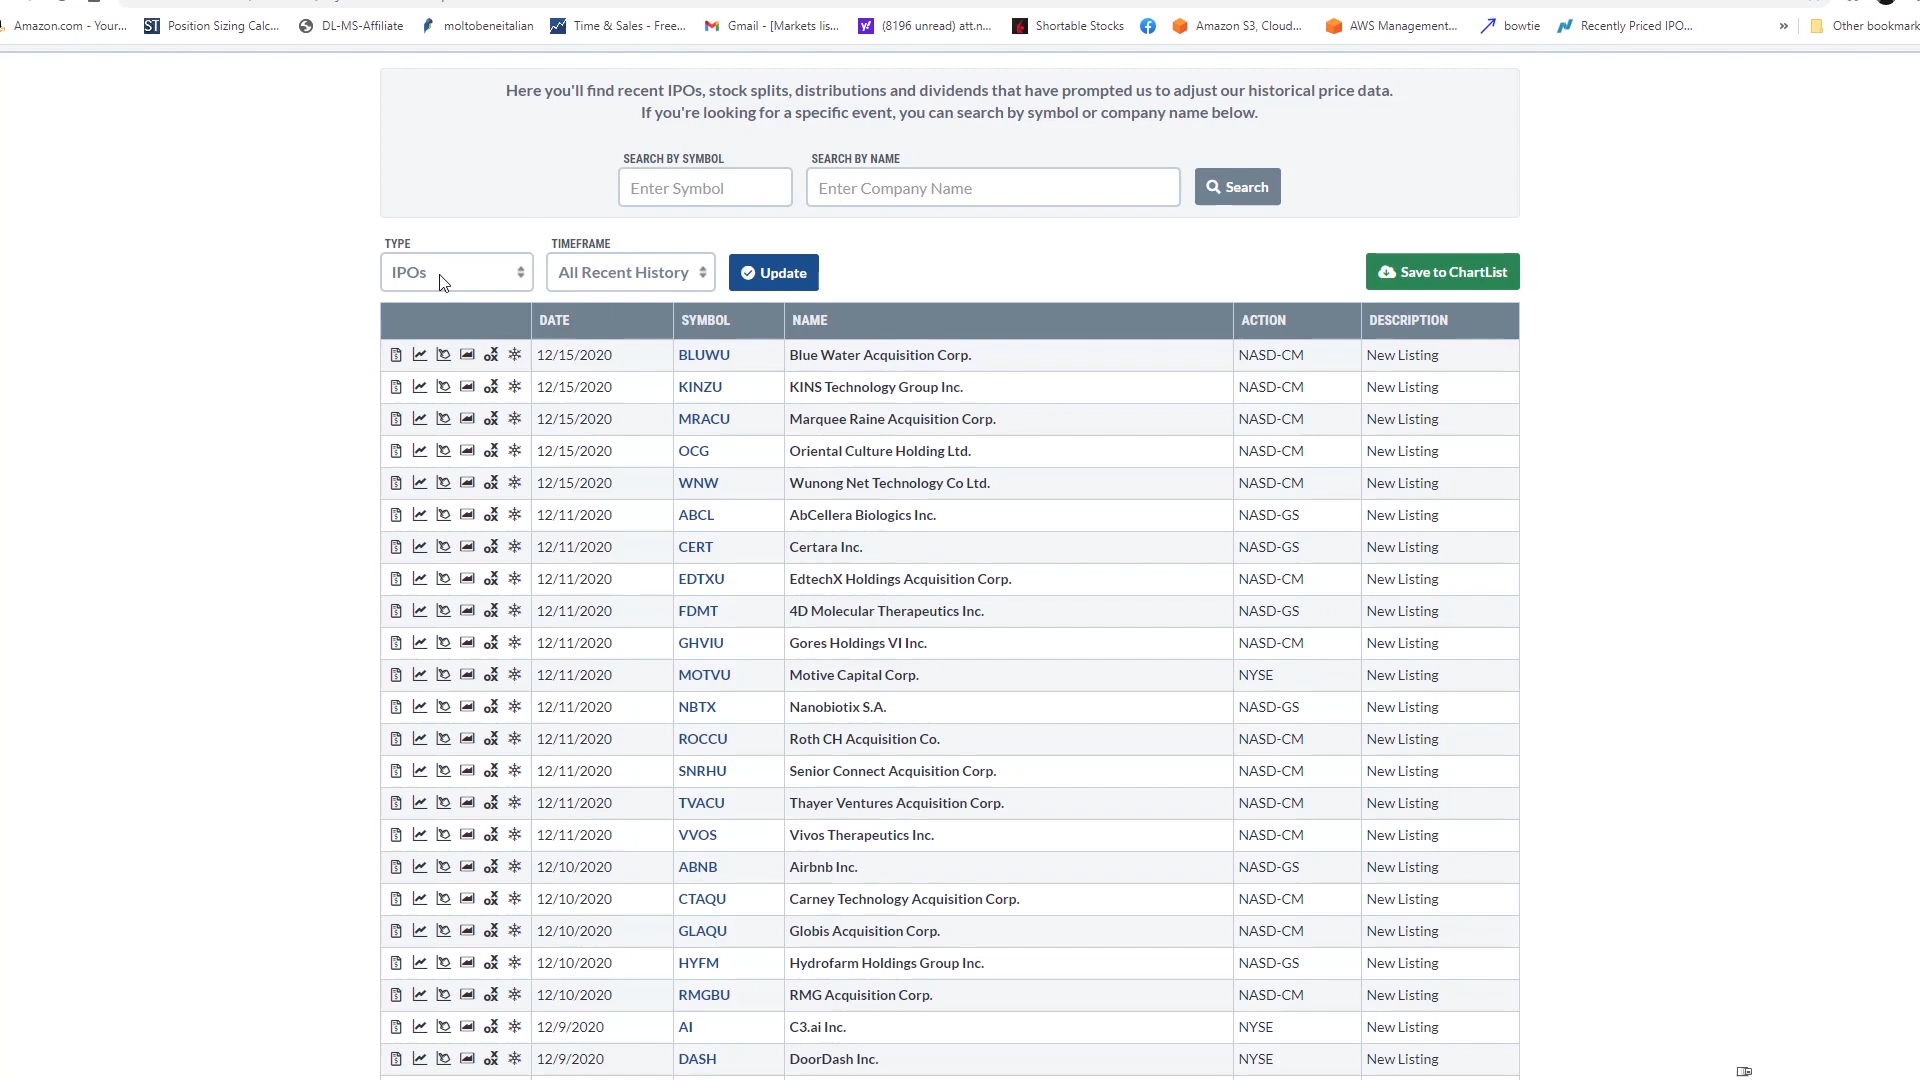 Amazon.com - Your... ST Position Sizing Calc... DL-MS-Affiliate moltobeneitalian Time & Sales - Free... Gmail - [Markets lis... (8196 unread) att.n... Shortable Stocks Amazon S3, Cloud... AWS Management... bowtie Recently Priced IPO... » Other bookmark
Here you'll find recent IPOs, stock splits, distributions and dividends that have prompted us to adjust our historical price data.
If you're looking for a specific event, you can search by symbol or company name below.
SEARCH BY SYMBOL SEARCH BY NAME
Enter Symbol Enter Company Name Search
TYPE TIMEFRAME
IPOs All Recent History Update Save to ChartList
DATE SYMBOL NAME ACTION DESCRIPTION
12/15/2020 BLUWU Blue Water Acquisition Corp. NASD-CM New Listing
12/15/2020 KINZU KINS Technology Group Inc. NASD-CM New Listing
12/15/2020 MRACU Marquee Raine Acquisition Corp. NASD-CM New Listing
12/15/2020 OCG Oriental Culture Holding Ltd. NASD-CM New Listing
12/15/2020 WNW Wunong Net Technology Co Ltd. NASD-CM New Listing
12/11/2020 ABCL AbCellera Biologics Inc. NASD-GS New Listing
12/11/2020 CERT Certara Inc. NASD-GS New Listing
12/11/2020 EDTXU EdtechX Holdings Acquisition Corp. NASD-CM New Listing
12/11/2020 FDMT 4D Molecular Therapeutics Inc. NASD-GS New Listing
12/11/2020 GHVIU Gores Holdings VI Inc. NASD-CM New Listing
12/11/2020 MOTVU Motive Capital Corp. NYSE New Listing
12/11/2020 NBTX Nanobiotix S.A. NASD-GS New Listing
12/11/2020 ROCCU Roth CH Acquisition Co. NASD-CM New Listing
12/11/2020 SNRHU Senior Connect Acquisition Corp. NASD-CM New Listing
12/11/2020 TVACU Thayer Ventures Acquisition Corp. NASD-CM New Listing
12/11/2020 VVOS Vivos Therapeutics Inc. NASD-CM New Listing
12/10/2020 ABNB Airbnb Inc. NASD-GS New Listing
12/10/2020 CTAQU Carney Technology Acquisition Corp. NASD-CM New Listing
12/10/2020 GLAQU Globis Acquisition Corp. NASD-CM New Listing
12/10/2020 HYFM Hydrofarm Holdings Group Inc. NASD-GS New Listing
12/10/2020 RMGBU RMG Acquisition Corp. NASD-CM New Listing
12/9/2020 AI C3.ai Inc. NYSE New Listing
12/9/2020 DASH DoorDash Inc. NYSE New Listing